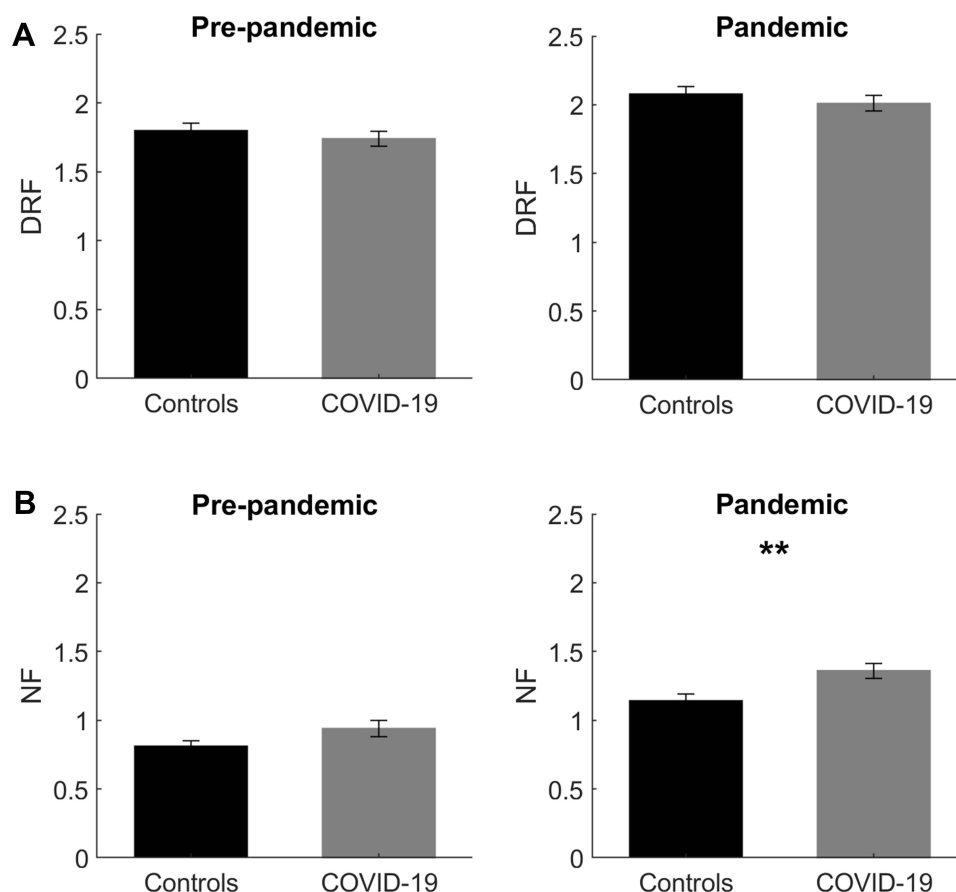 A
Pre-pandemic
2.5
2
1.5
1
0.5
0
DRF
Controls COVID-19
Pandemic
2.5
2
1.5
1
0.5
0
DRF
Controls COVID-19
B
Pre-pandemic
2.5
2
1.5
1
0.5
0
NF
Controls COVID-19
Pandemic
**
2.5
2
1.5
1
0.5
0
NF
Controls COVID-19